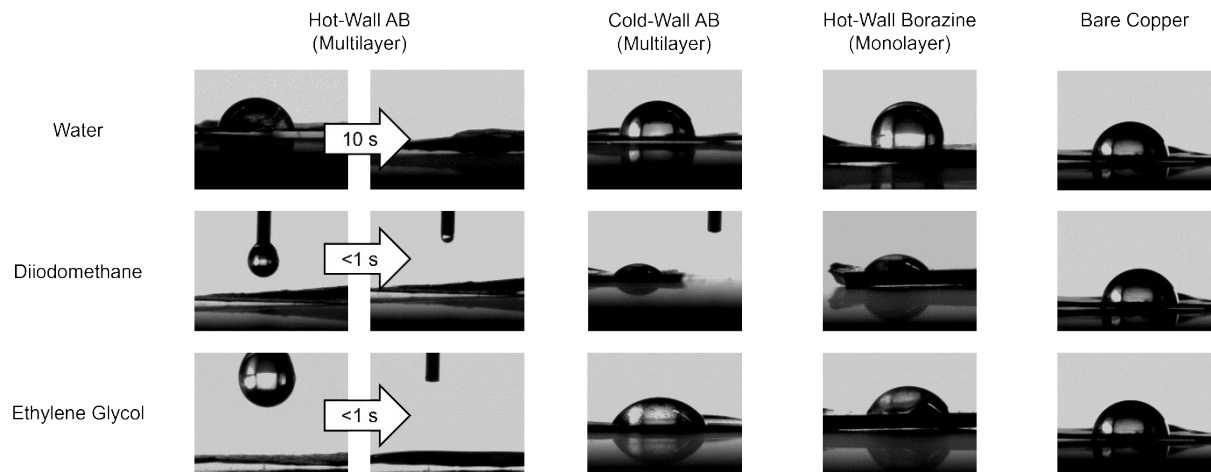 Hot-Wall AB
(Multilayer)
Cold-Wall AB
(Multilayer)
Hot-Wall Borazine
(Monolayer)
Bare Copper
Water
10 s
Diiodomethane
<1 s
Ethylene Glycol
<1 s